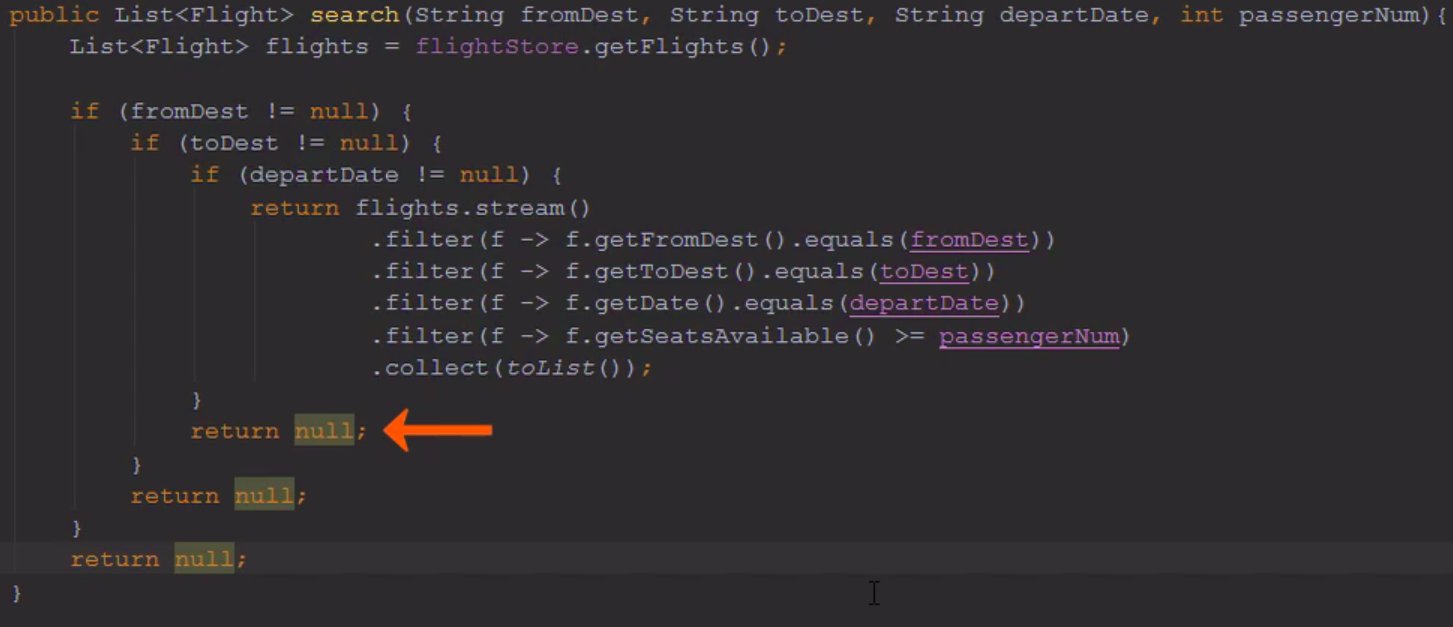 public List<Flight> search(String fromDest, String toDest, String departDate, int passengerNum){
    List<Flight> flights = flightStore.getFlights();

    if (fromDest != null) {
        if (toDest != null) {
            if (departDate != null) {
                return flights.stream()
                        .filter(f -> f.getFromDest().equals(fromDest))
                        .filter(f -> f.getToDest().equals(toDest))
                        .filter(f -> f.getDate().equals(departDate))
                        .filter(f -> f.getSeatsAvailable() >= passengerNum)
                        .collect(toList());
            }
            return null;
        }
        return null;
    }
    return null;
}